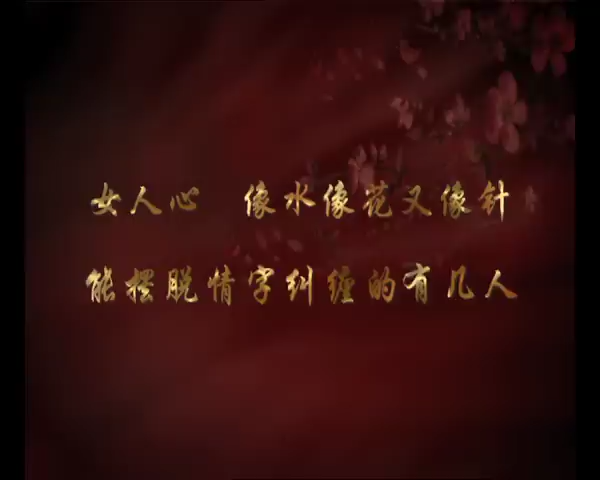 女人心 像水像花又像针
能摆脱情字纠缠的有几人